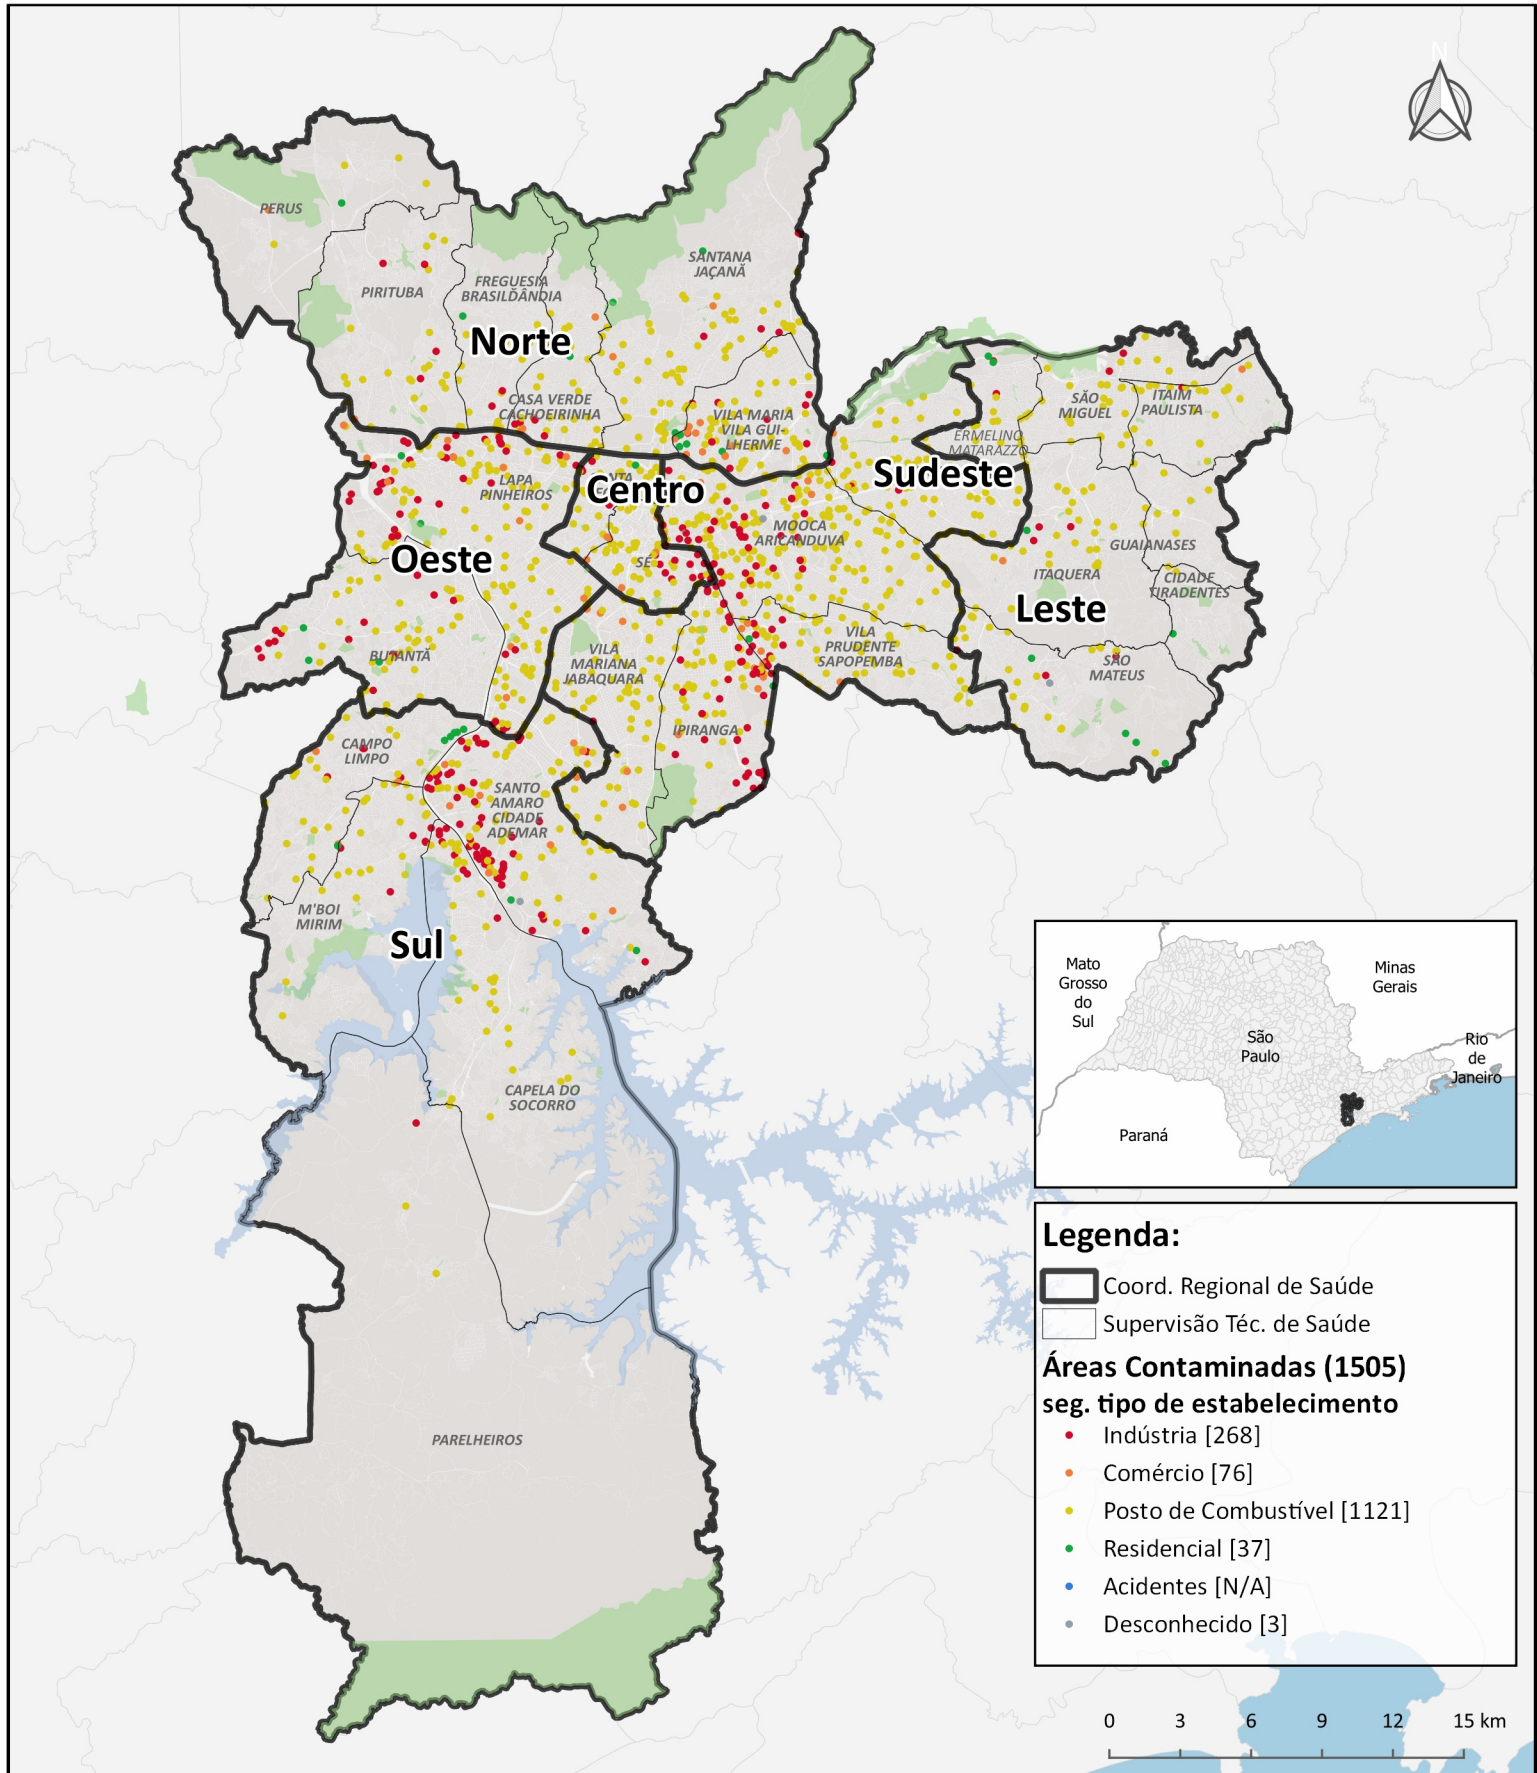 N
PERUS
SANTANA
JAÇANÃ
PIRITUBA
FREGUESIA
BRASILÔÂNDIA
Norte
CASA VERDE
CACHOEIRINHA
VILA MARIA
VILA GUI-
LHERME
SÃO
MIGUEL
ITAIM
PAULISTA
ERMELINO
MATARAZZO
Sudeste
LAPA
PINHEIROS
Centro
MOOCA
ARICANDUVA
SÉ
Oeste
GUAIANASES
ITAQUERA
CIDADE
TIRADENTES
Leste
BUTANTÃ
VILA
MARIANA
JABAQUARA
VILA
PRUDENTE
SAPOPEMBA
SÃO
MATEUS
IPIRANGA
CAMPO
LIMPO
SANTO
AMARO
CIDADE
ADEMAR
M'BOI
MIRIM
Sul
CAPELA DO
SOCORRO
PARELHEIROS
Mato
Grosso
do
Sul
Minas
Gerais
São
Paulo
Rio
de
Janeiro
Paraná
Legenda:
Coord. Regional de Saúde
Supervisão Téc. de Saúde
Áreas Contaminadas (1505)
seg. tipo de estabelecimento
Indústria [268]
Comércio [76]
Posto de Combustível [1121]
Residencial [37]
Acidentes [N/A]
Desconhecido [3]
0 3 6 9 12 15 km